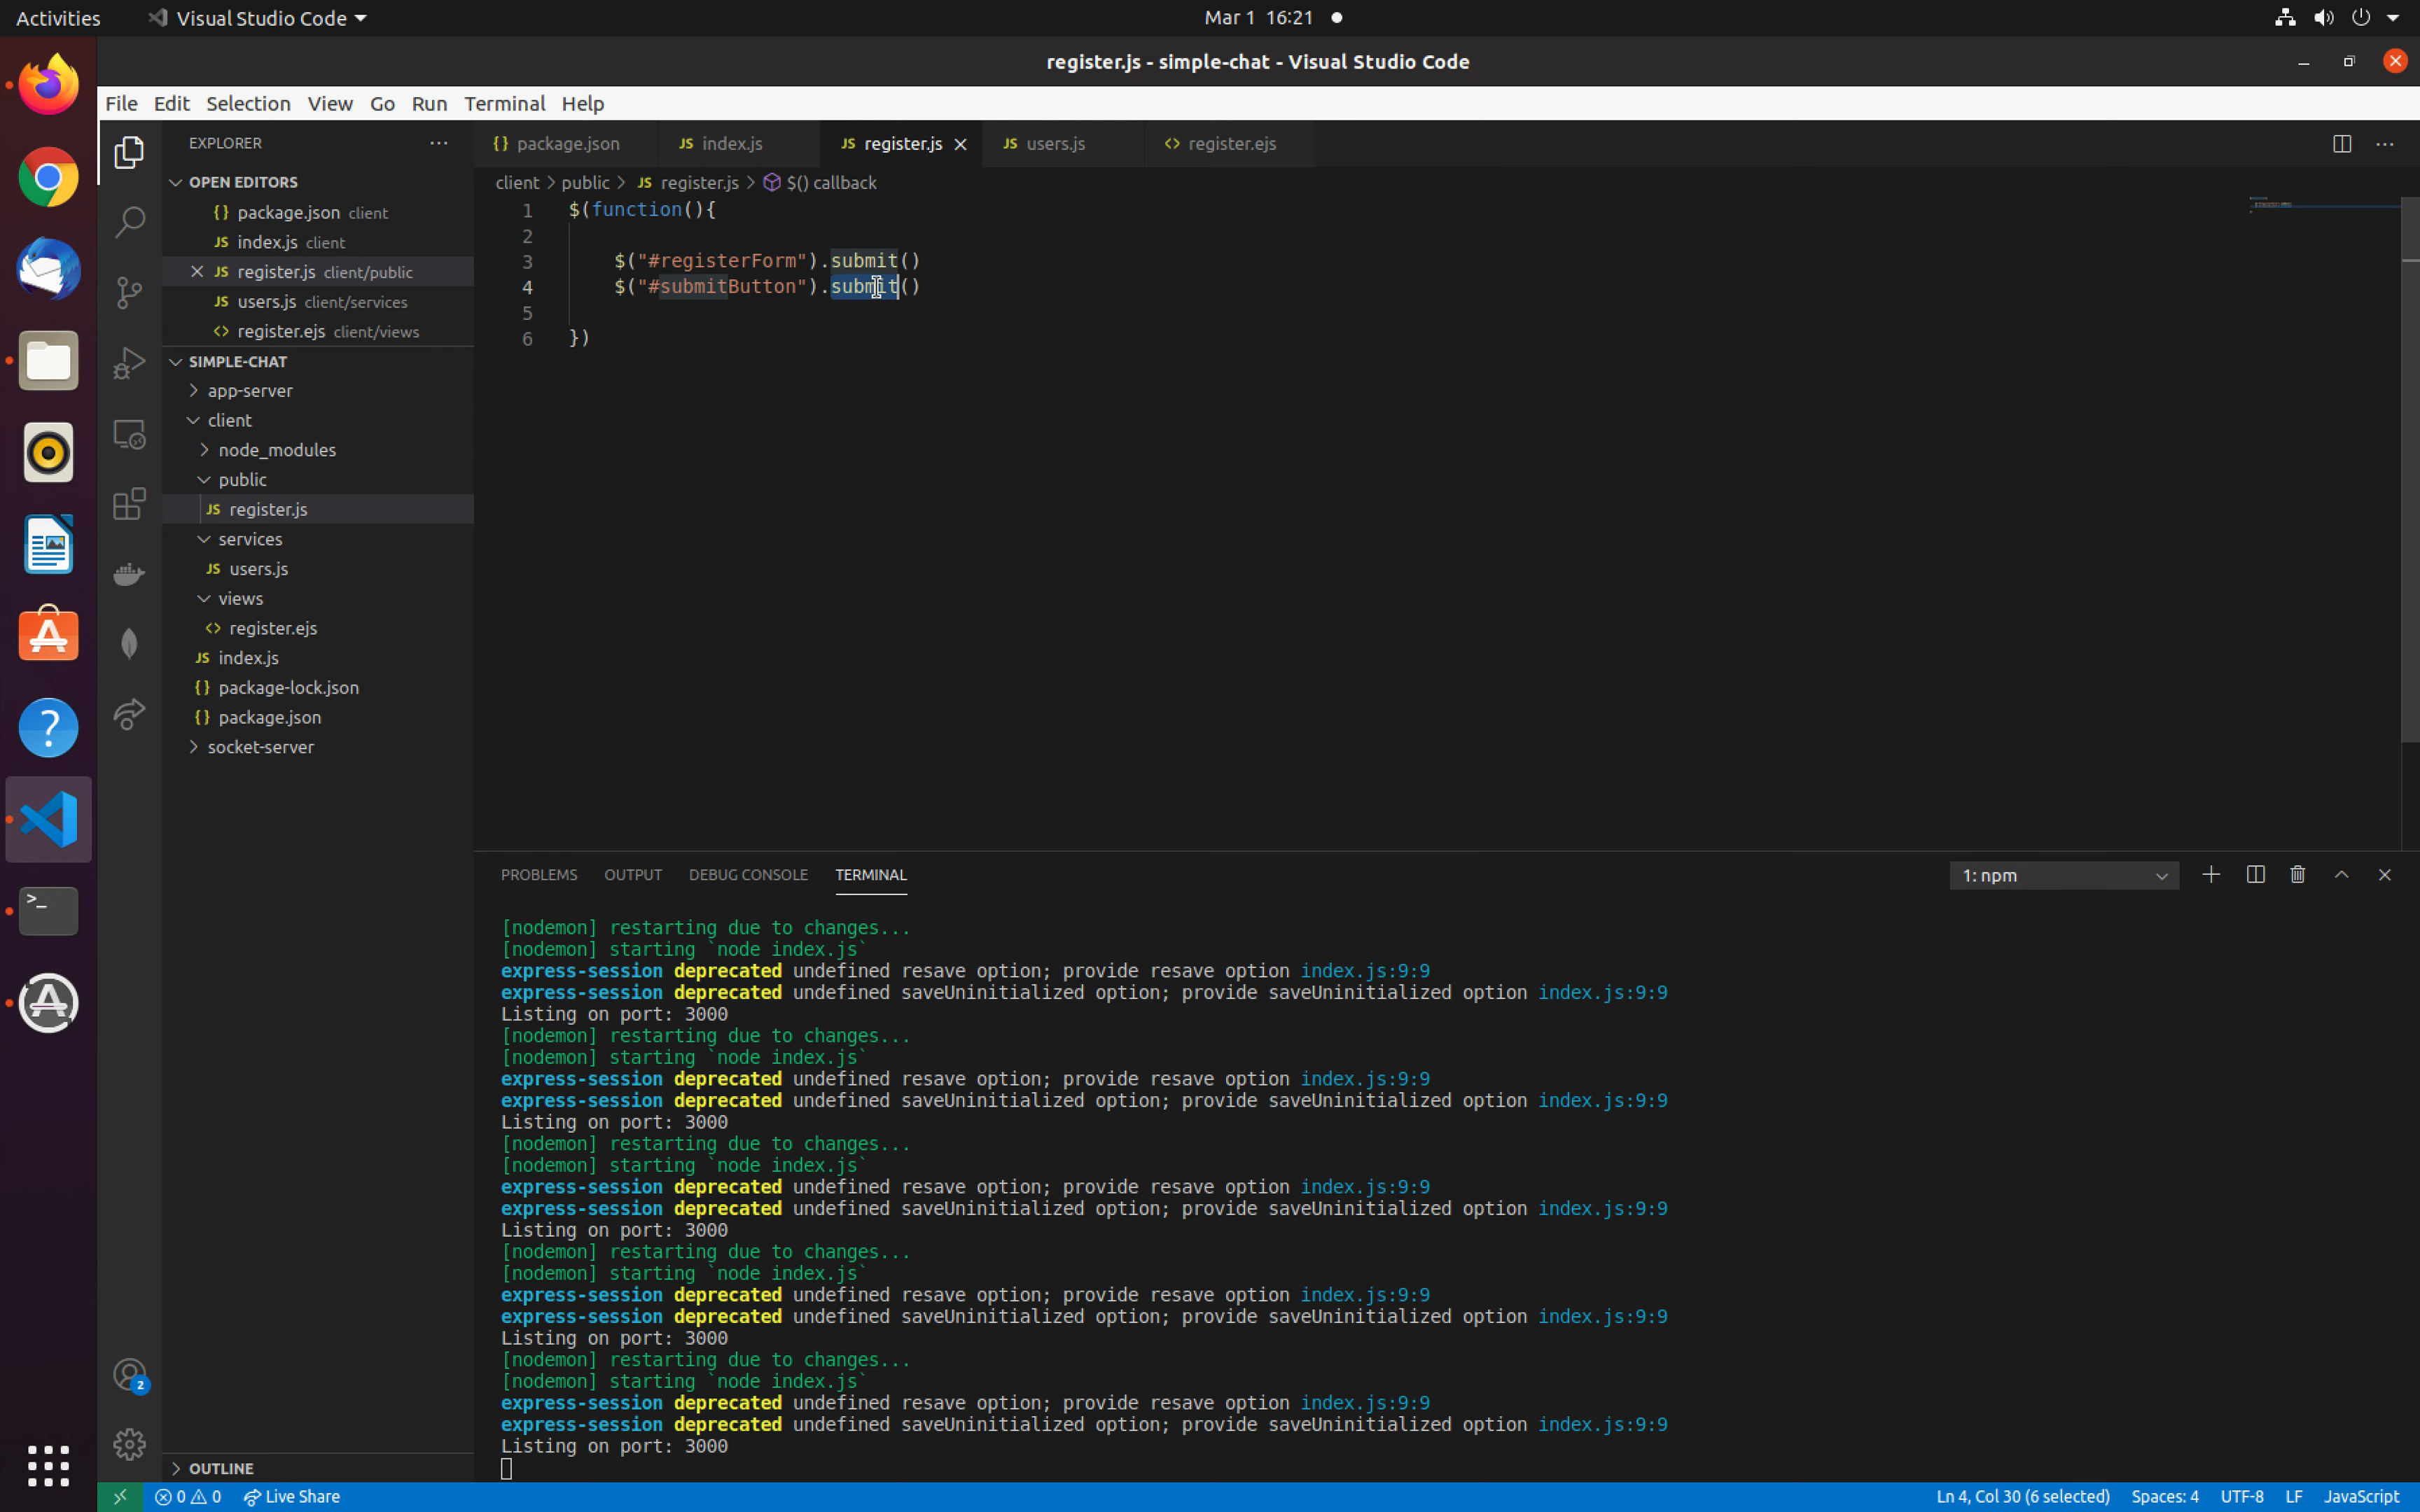 Activities
Visual Studio Code
Mar 1 16:21
register.js - simple-chat - Visual Studio Code
File Edit Selection View Go Run Terminal Help
EXPLORER
OPEN EDITORS
{} package.json client
JS index.js client
JS register.js client/public
JS users.js client/services
<> register.ejs client/views
SIMPLE-CHAT
app-server
client
node_modules
public
JS register.js
services
JS users.js
views
<> register.ejs
JS index.js
{} package-lock.json
{} package.json
socket-server
OUTLINE
{} package.json
JS index.js
JS register.js
JS users.js
<> register.ejs
client > public > JS register.js > $() callback
1 $(function(){
2
3 $("#registerForm").submit()
4 $("#submitButton").submit()
5
6 })
PROBLEMS OUTPUT DEBUG CONSOLE TERMINAL
1: npm
[nodemon] restarting due to changes...
[nodemon] starting `node index.js`
express-session deprecated undefined resave option; provide resave option index.js:9:9
express-session deprecated undefined saveUninitialized option; provide saveUninitialized option index.js:9:9
Listing on port: 3000
[nodemon] restarting due to changes...
[nodemon] starting `node index.js`
express-session deprecated undefined resave option; provide resave option index.js:9:9
express-session deprecated undefined saveUninitialized option; provide saveUninitialized option index.js:9:9
Listing on port: 3000
[nodemon] restarting due to changes...
[nodemon] starting `node index.js`
express-session deprecated undefined resave option; provide resave option index.js:9:9
express-session deprecated undefined saveUninitialized option; provide saveUninitialized option index.js:9:9
Listing on port: 3000
[nodemon] restarting due to changes...
[nodemon] starting `node index.js`
express-session deprecated undefined resave option; provide resave option index.js:9:9
express-session deprecated undefined saveUninitialized option; provide saveUninitialized option index.js:9:9
Listing on port: 3000
[nodemon] restarting due to changes...
[nodemon] starting `node index.js`
express-session deprecated undefined resave option; provide resave option index.js:9:9
express-session deprecated undefined saveUninitialized option; provide saveUninitialized option index.js:9:9
Listing on port: 3000
2
0 0 Live Share
Ln 4, Col 30 (6 selected) Spaces: 4 UTF-8 LF JavaScript